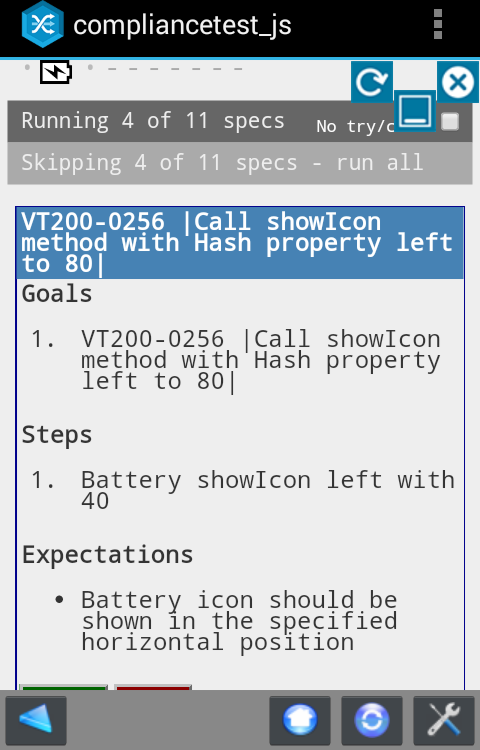 compliancetest_js
Running 4 of 11 specs
No try/c
Skipping 4 of 11 specs - run all
VT200-0256 |Call showIcon
method with Hash property left
to 80|
Goals
1. VT200-0256 |Call showIcon
method with Hash property
left to 80|
Steps
1. Battery showIcon left with
40
Expectations
• Battery icon should be
shown in the specified
horizontal position